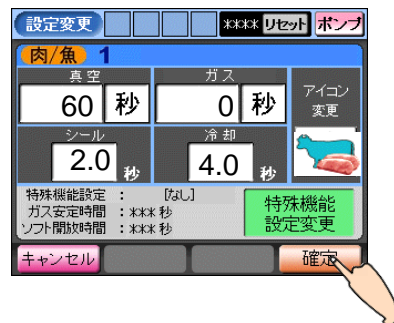 設定変更 **** リセット ポンプ
肉/魚 1
真空 ガス
60 秒 0 秒 アイコン
変更
シール 冷却
2.0 秒 4.0 秒
特殊機能設定 : [なし]
ガス安定時間 : *** 秒
ソフト開放時間 : *** 秒
特殊機能
設定変更
キャンセル 確定